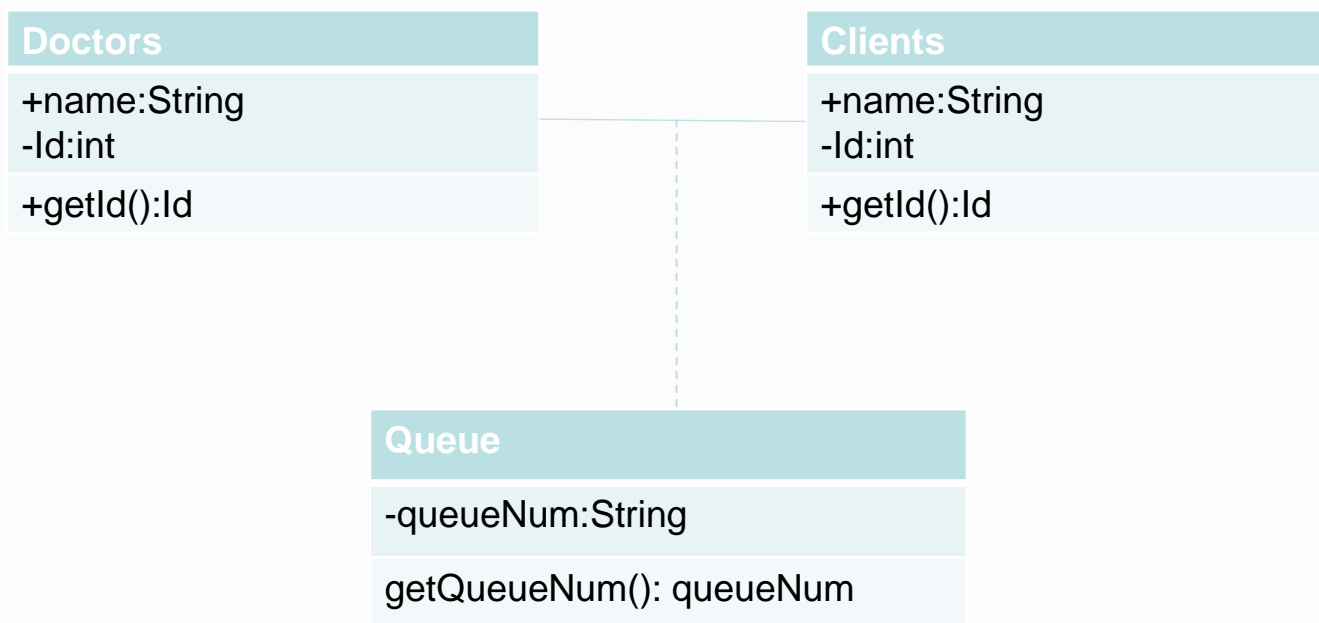 Doctors
+name:String
-Id:int
+getId():Id
Clients
+name:String
-Id:int
+getId():Id
Queue
-queueNum:String
getQueueNum(): queueNum